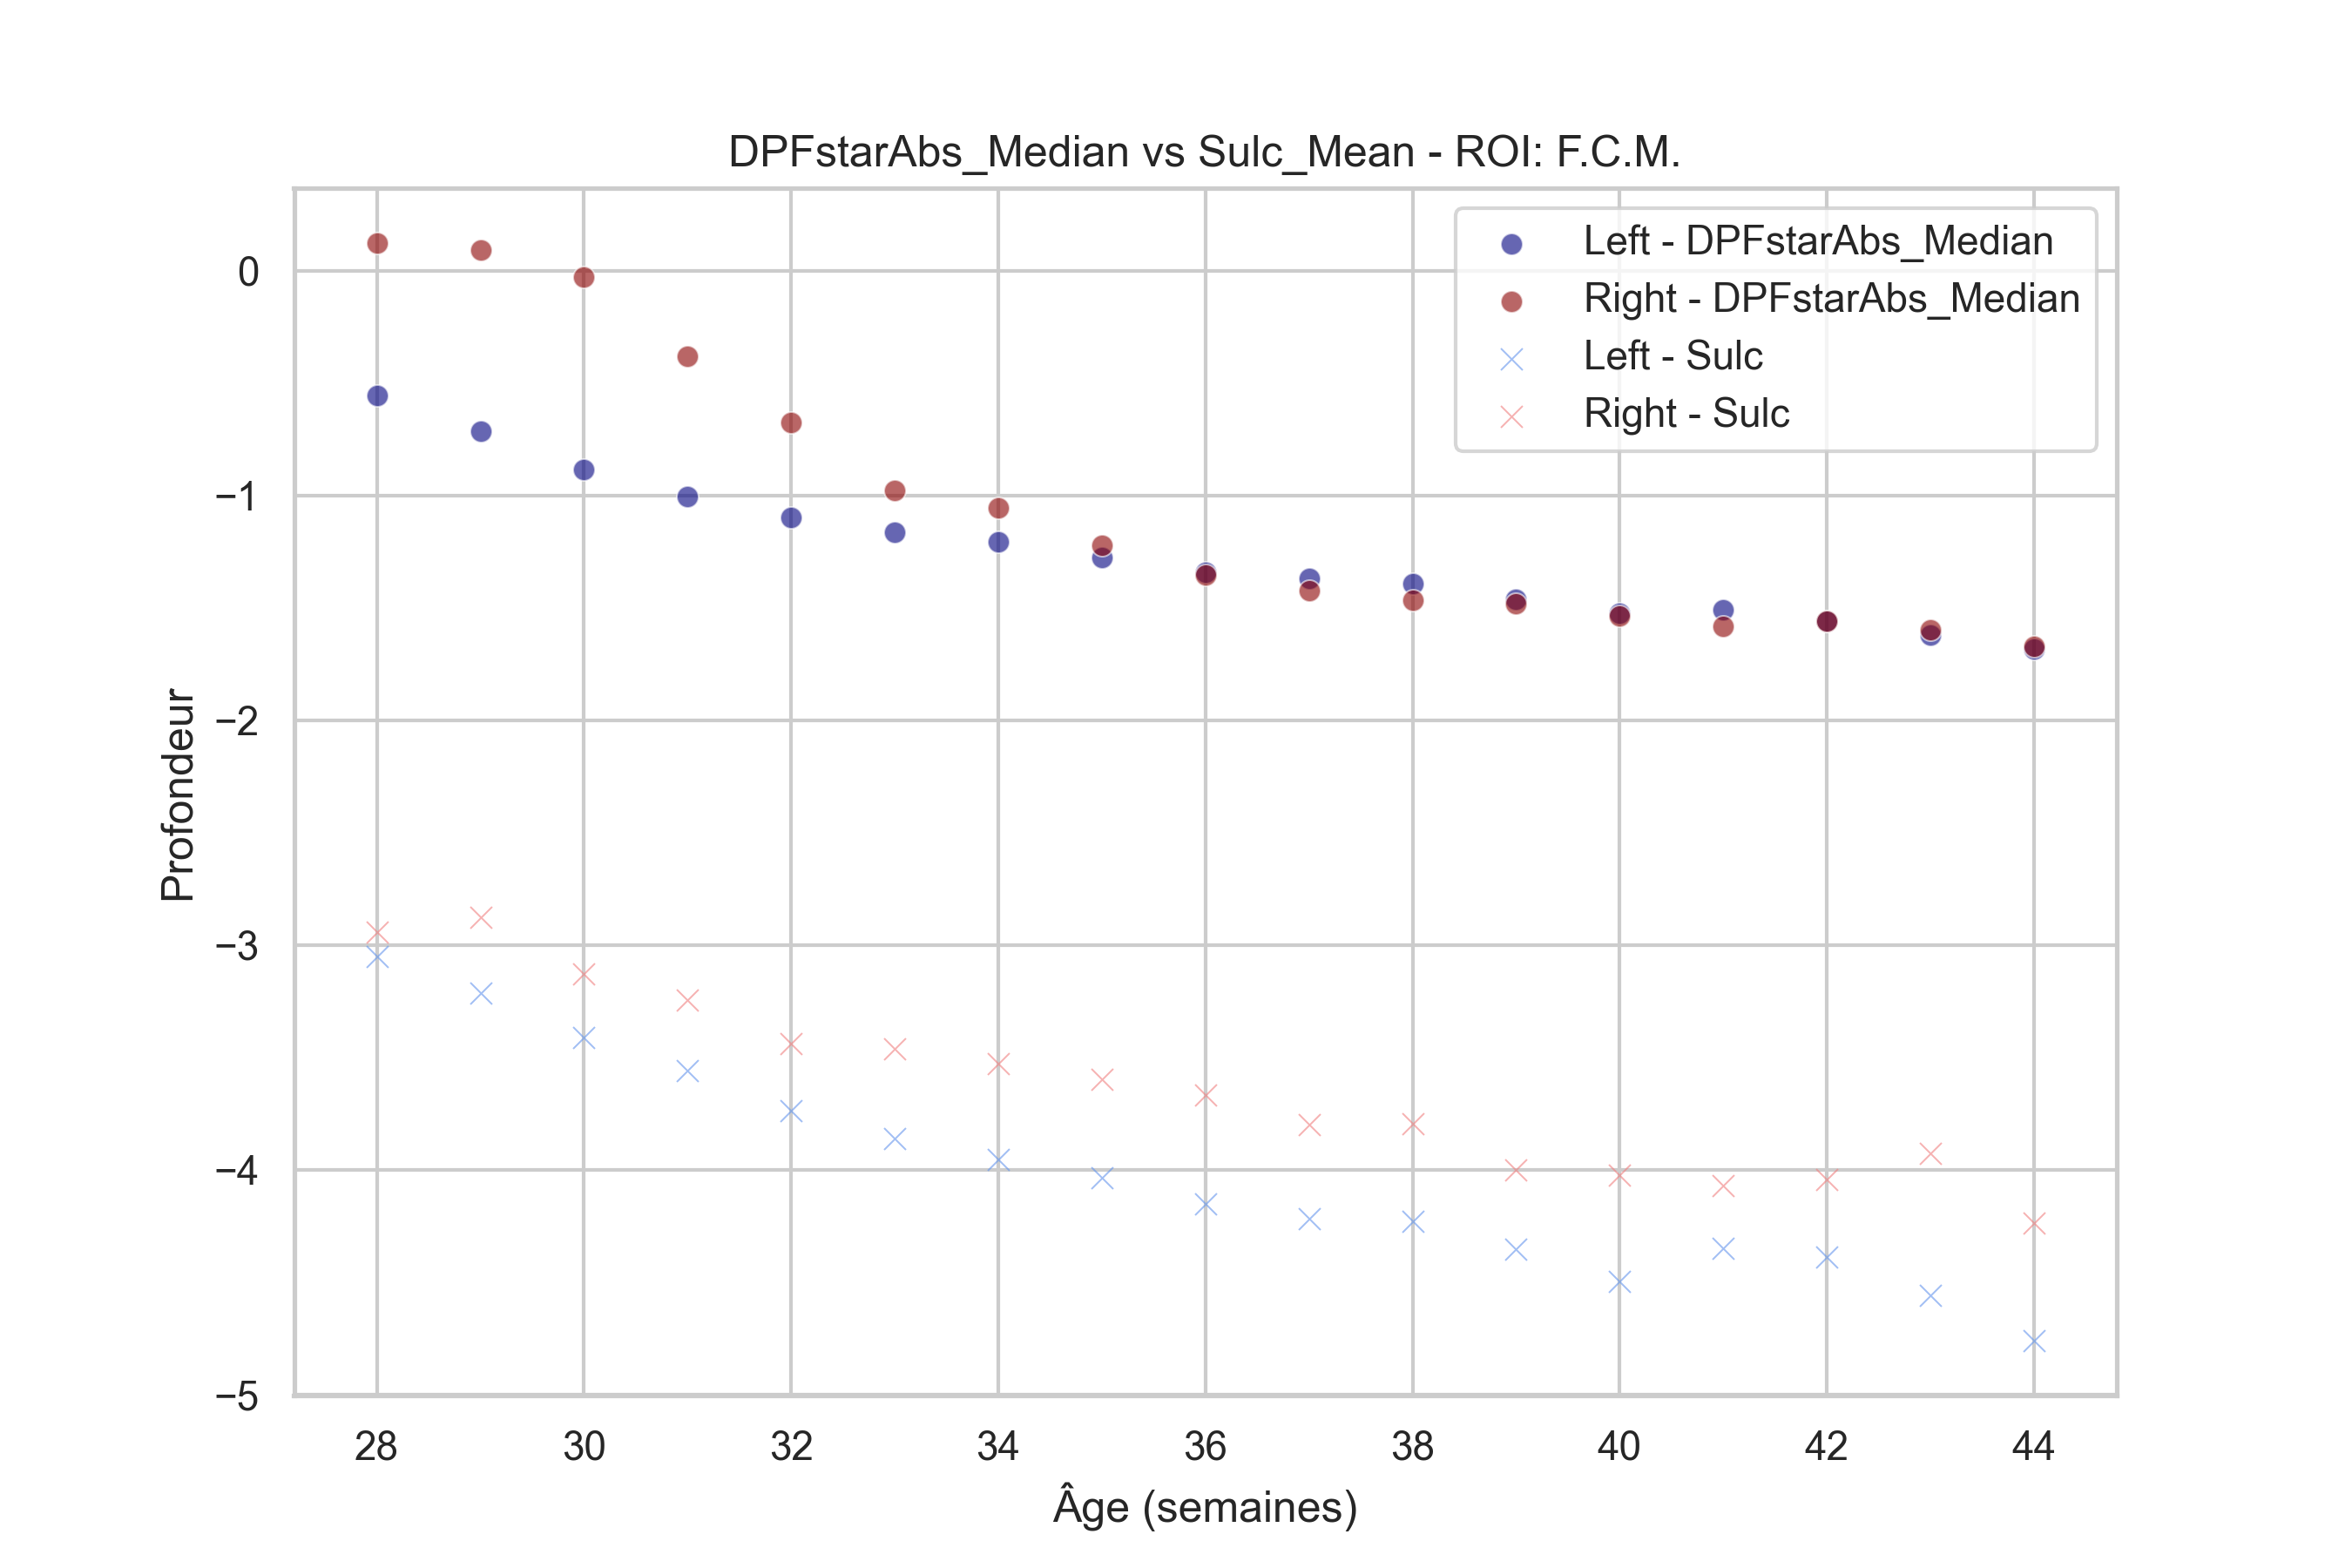 DPFstarAbs_Median vs Sulc_Mean - ROI: F.C.M.
Left - DPFstarAbs_Median
Right - DPFstarAbs_Median
Left - Sulc
Right - Sulc
0
−1
−2
−3
−4
−5
Profondeur
28 30 32 34 36 38 40 42 44
Âge (semaines)